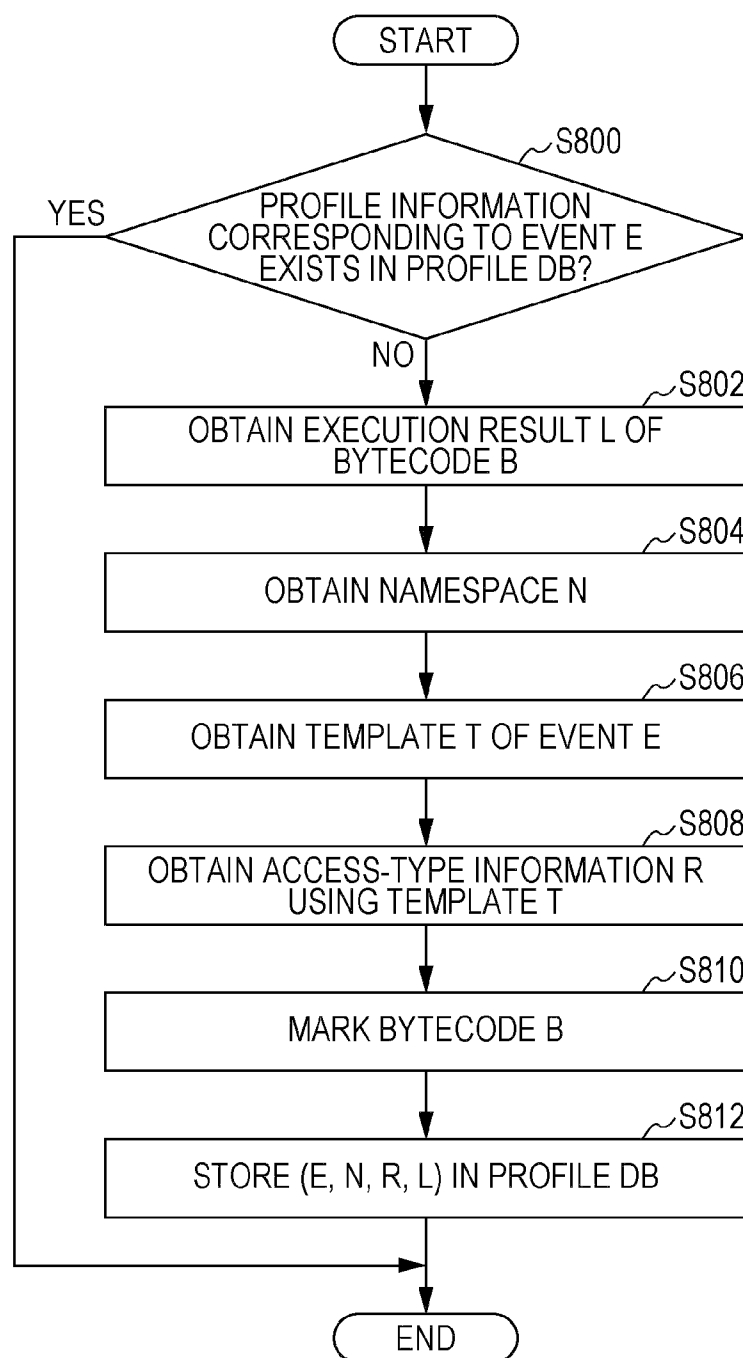 START
S800
YES
PROFILE INFORMATION
CORRESPONDING TO EVENT E
EXISTS IN PROFILE DB?
NO
S802
OBTAIN EXECUTION RESULT L OF
BYTECODE B
S804
OBTAIN NAMESPACE N
S806
OBTAIN TEMPLATE T OF EVENT E
S808
OBTAIN ACCESS-TYPE INFORMATION R
USING TEMPLATE T
S810
MARK BYTECODE B
S812
STORE (E, N, R, L) IN PROFILE DB
END